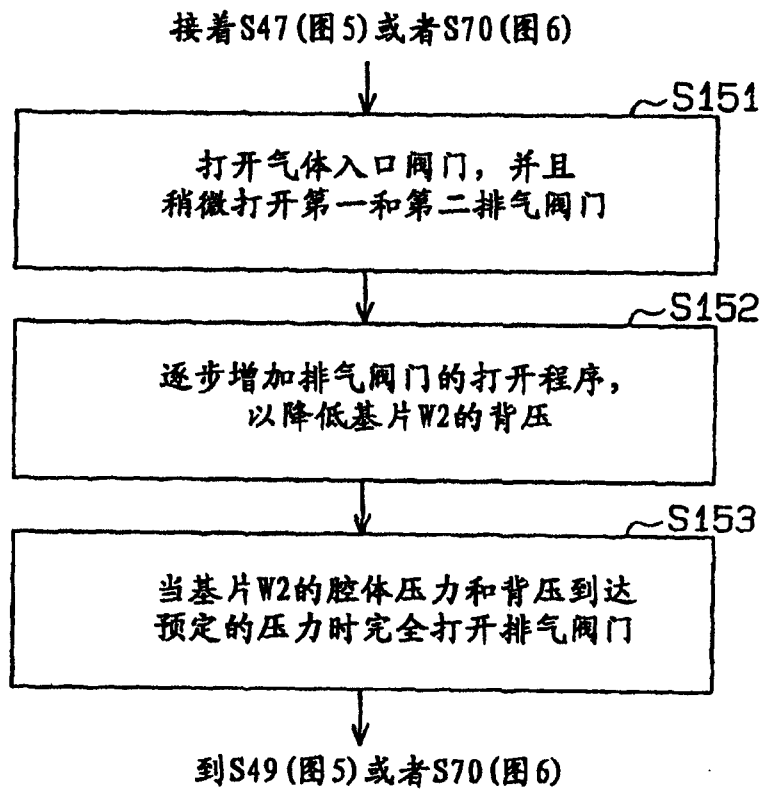 接着S47(图5)或者S70(图6)
S151
打开气体入口阀门，并且
稍微打开第一和第二排气阀门
S152
逐步增加排气阀门的打开程序，
以降低基片W2的背压
S153
当基片W2的腔体压力和背压到达
预定的压力时完全打开排气阀门
到S49(图5)或者S70(图6)